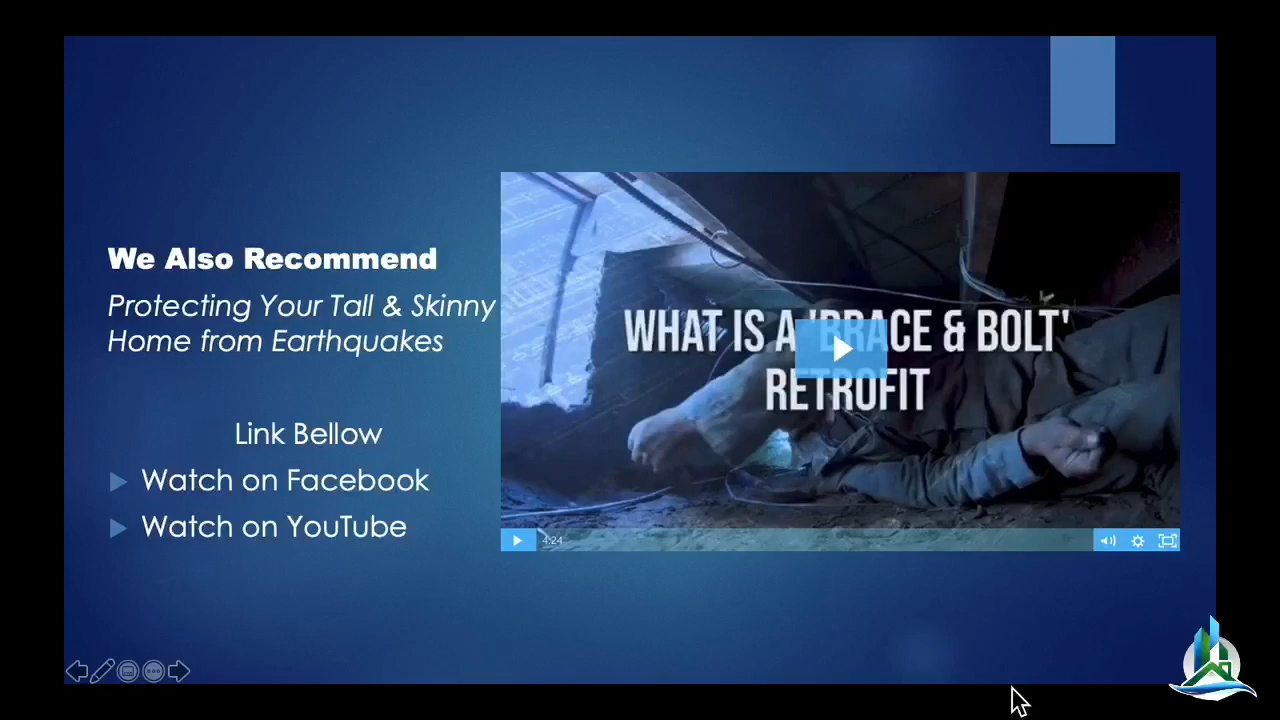 We Also Recommend
Protecting Your Tall & Skinny
Home from Earthquakes
Link Bellow
Watch on Facebook
Watch on YouTube
WHAT IS A 'BRACE & BOLT'
RETROFIT
4:24